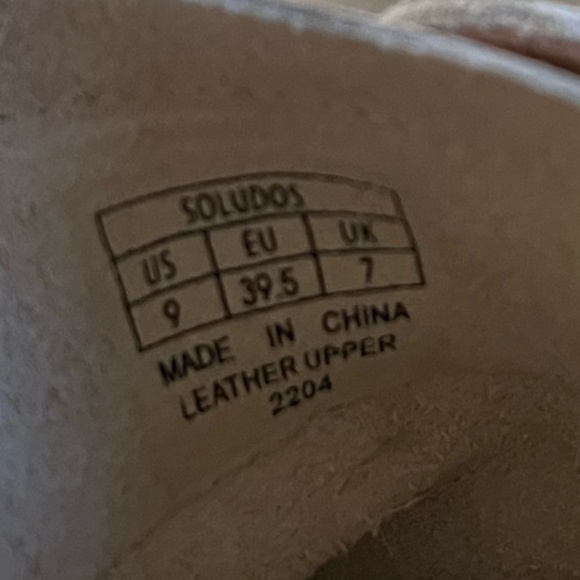 SOLUDOS
US EU UK
9 39.5 7
MADE IN CHINA
LEATHER UPPER
2204